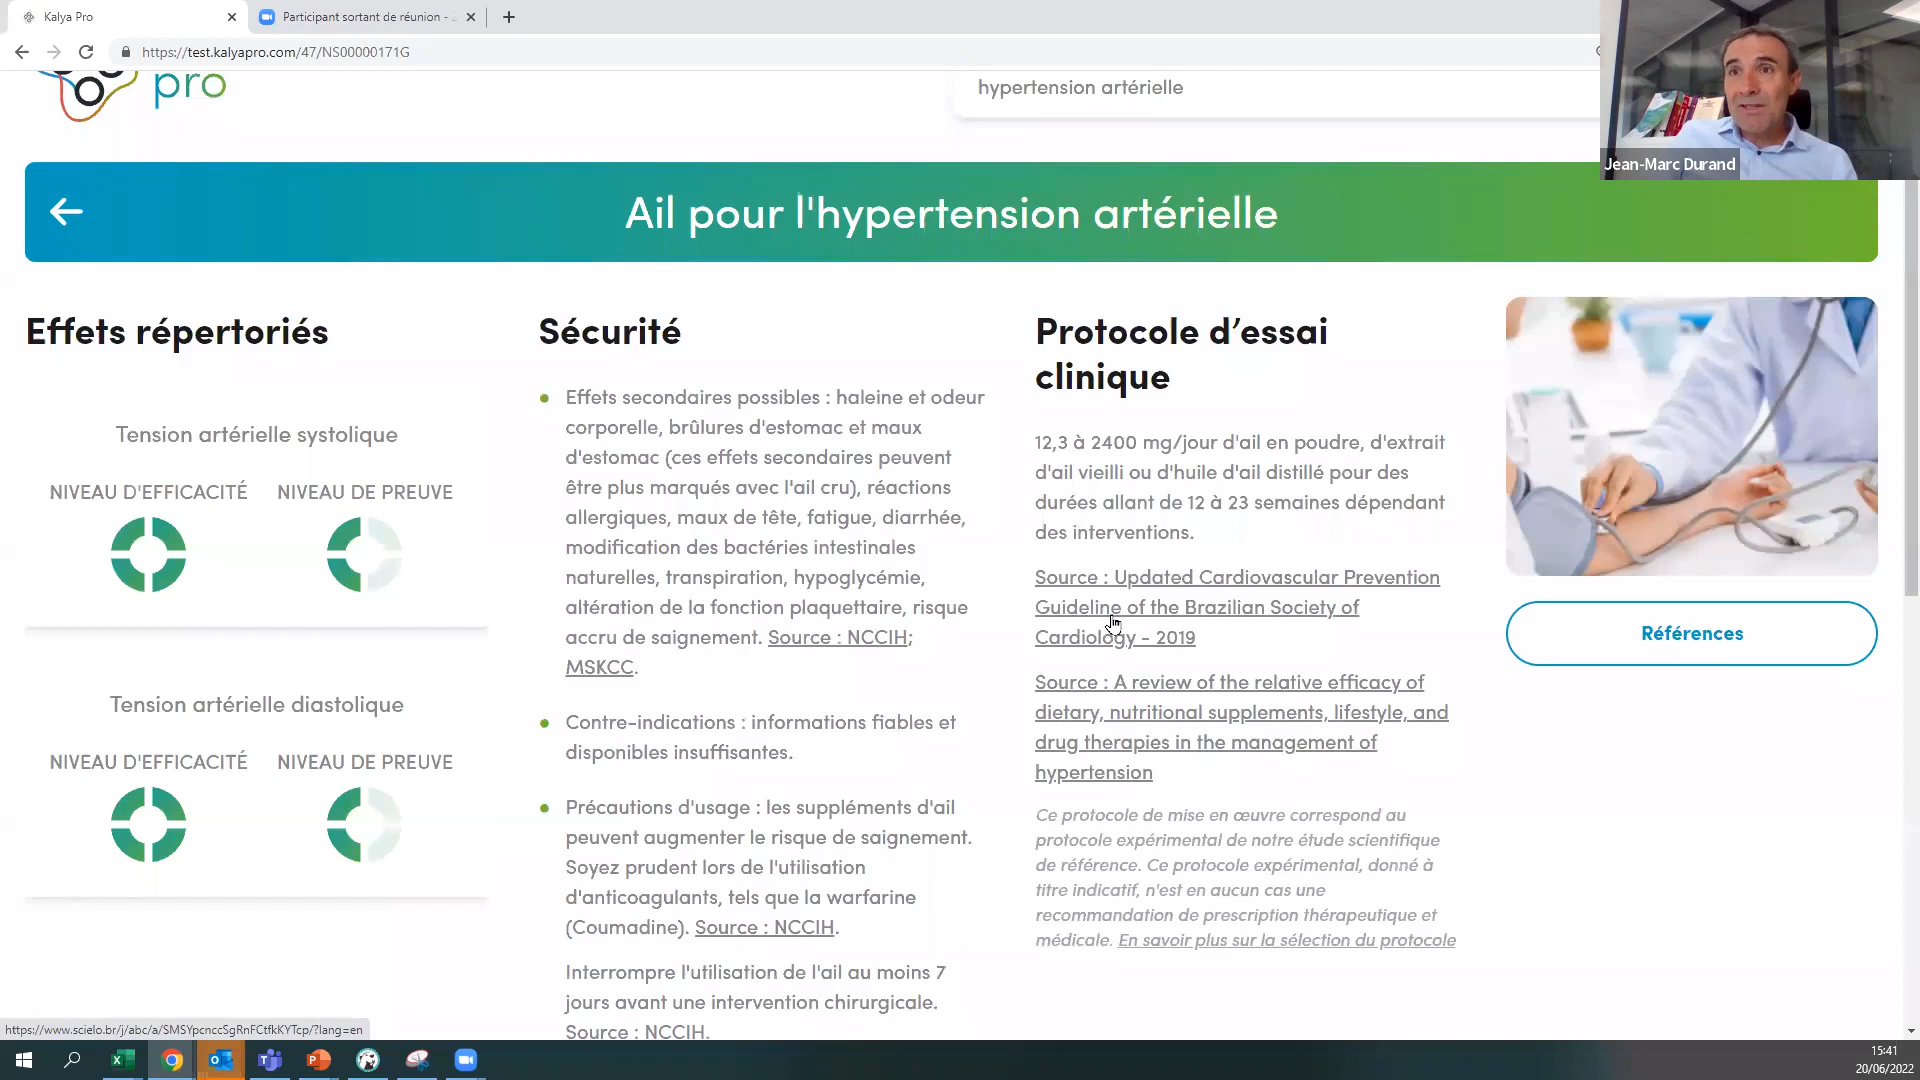 Kalya Pro
Participant sortant de réunion -
https://test.kalyapro.com/47/NS00000171G
pro
hypertension artérielle
Jean-Marc Durand
Ail pour l'hypertension artérielle
Effets répertoriés
Tension artérielle systolique
NIVEAU D'EFFICACITÉ NIVEAU DE PREUVE
Tension artérielle diastolique
NIVEAU D'EFFICACITÉ NIVEAU DE PREUVE
Sécurité
Effets secondaires possibles : haleine et odeur
corporelle, brûlures d'estomac et maux
d'estomac (ces effets secondaires peuvent
être plus marqués avec l'ail cru), réactions
allergiques, maux de tête, fatigue, diarrhée,
modification des bactéries intestinales
naturelles, transpiration, hypoglycémie,
altération de la fonction plaquettaire, risque
accru de saignement. Source : NCCIH;
MSKCC.
Contre-indications : informations fiables et
disponibles insuffisantes.
Précautions d'usage : les suppléments d'ail
peuvent augmenter le risque de saignement.
Soyez prudent lors de l'utilisation
d'anticoagulants, tels que la warfarine
(Coumadine). Source : NCCIH.
Interrompre l'utilisation de l'ail au moins 7
jours avant une intervention chirurgicale.
Source : NCCIH.
Protocole d’essai
clinique
12,3 à 2400 mg/jour d'ail en poudre, d'extrait
d'ail vieilli ou d'huile d'ail distillé pour des
durées allant de 12 à 23 semaines dépendant
des interventions.
Source : Updated Cardiovascular Prevention
Guideline of the Brazilian Society of
Cardiology - 2019
Source : A review of the relative efficacy of
dietary, nutritional supplements, lifestyle, and
drug therapies in the management of
hypertension
Ce protocole de mise en œuvre correspond au
protocole expérimental de notre étude scientifique
de référence. Ce protocole expérimental, donné à
titre indicatif, n'est en aucun cas une
recommandation de prescription thérapeutique et
médicale. En savoir plus sur la sélection du protocole
Références
https://www.scielo.br/j/abc/a/SMSYpcnccSgRnFCtfkKYTcp/?lang=en
15:41
20/06/2022